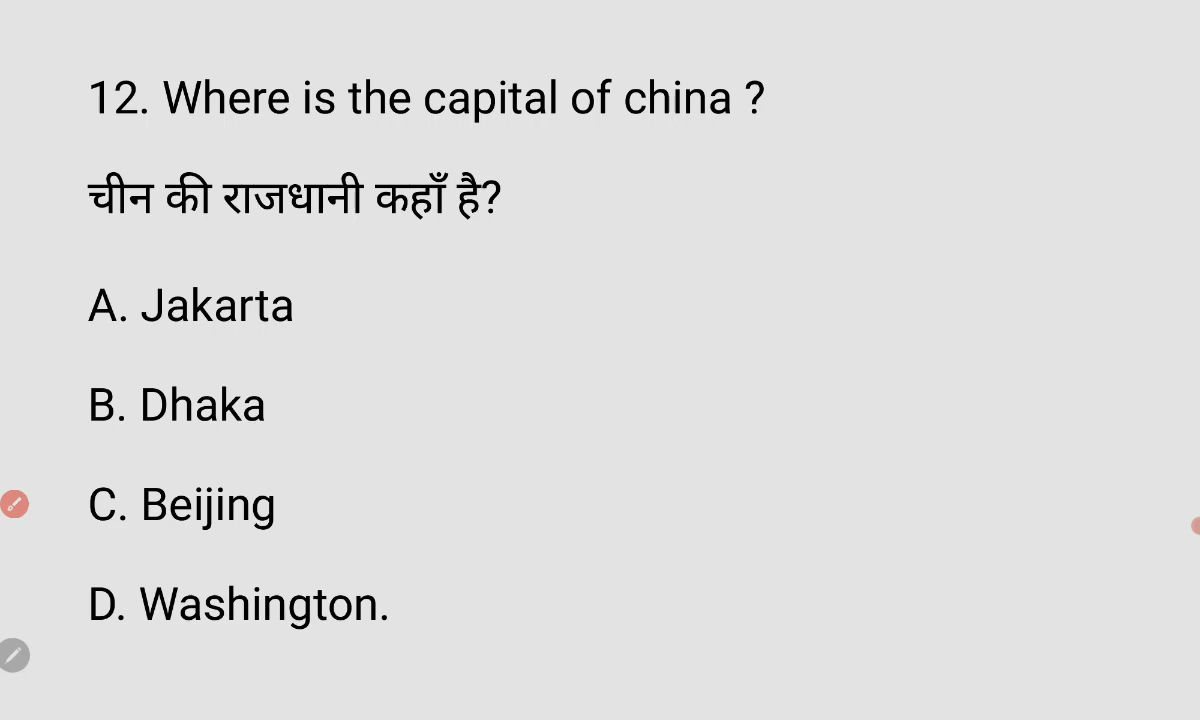 12. Where is the capital of china ?
चीन की राजधानी कहाँ है?
A. Jakarta
B. Dhaka
C. Beijing
D. Washington.